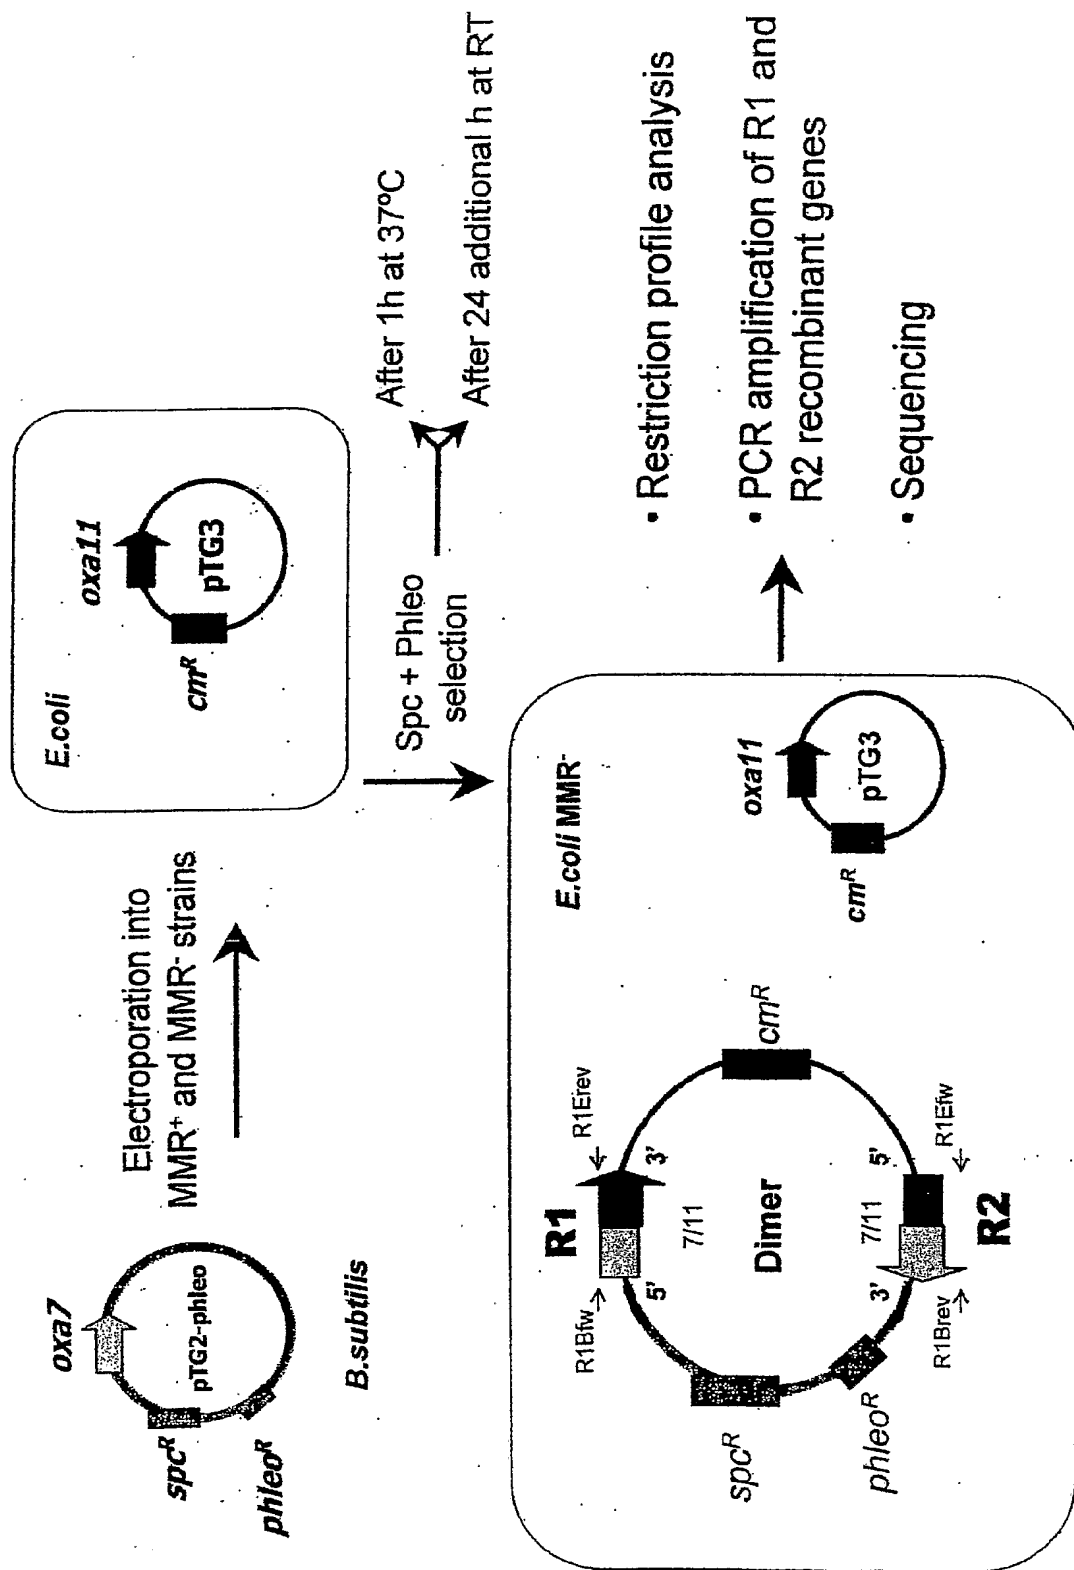 oxa7
pTG2-phleo
spcR
phleoR
B.subtilis
Electroporation into
MMR+ and MMR- strains
E.coli
oxa11
pTG3
cmR
Spc + Phleo
selection
After 1h at 37ºC
After 24 additional h at RT
E.coli MMR-
R1
R1Bfw
R1Erev
5'
3'
7/11
Dimer
cmR
spcR
phleoR
3'
5'
7/11
R1Brev
R1Efw
R2
oxa11
pTG3
cmR
• Restriction profile analysis
• PCR amplification of R1 and
R2 recombinant genes
• Sequencing